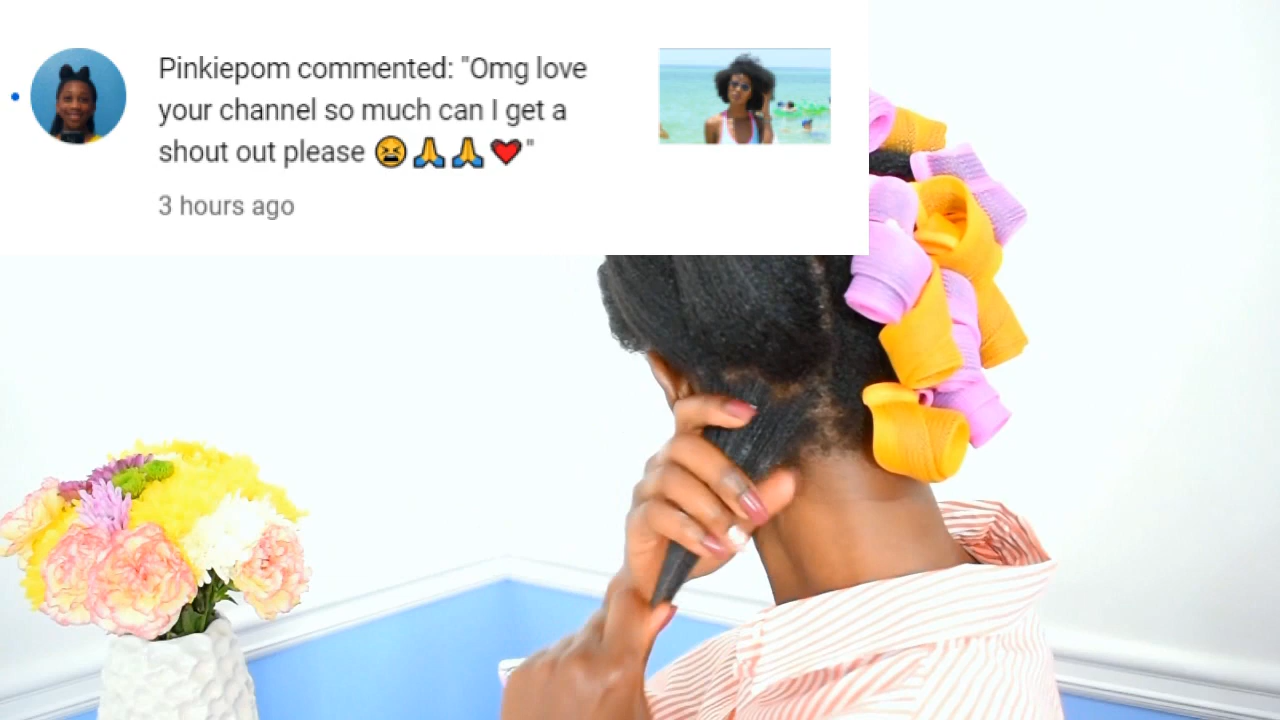 Pinkiepom commented: "Omg love
your channel so much can I get a
shout out please 😫🙏🙏❤️"
3 hours ago